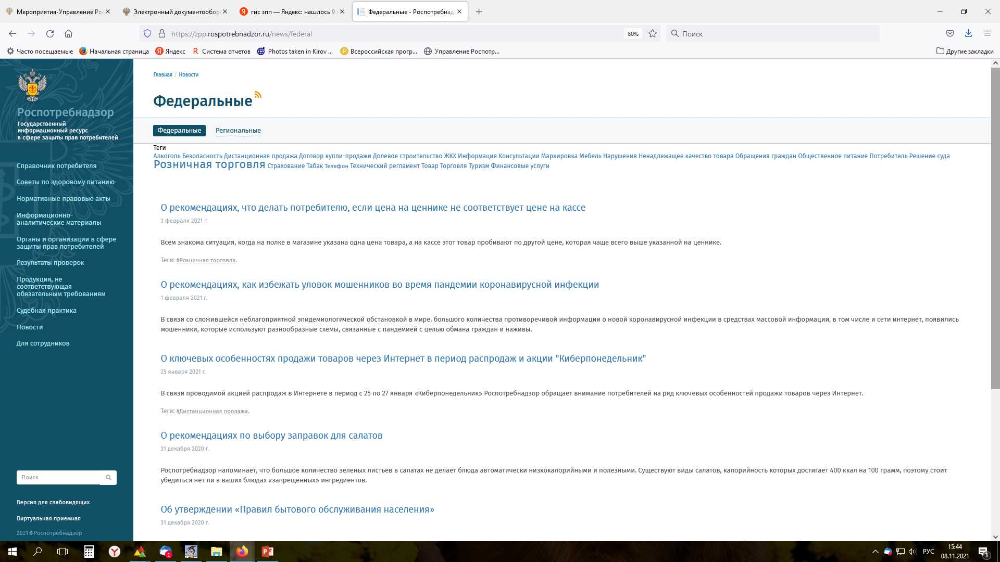 Мероприятия-Управление Рос
Электронный документообор
гис зпп — Яндекс: нашлось 9
Федеральные - Роспотребнад
https://zpp.rospotrebnadzor.ru/news/federal
80%
Поиск
Часто посещаемые
Начальная страница
Яндекс
Система отчетов
Photos taken in Kirov ...
Всероссийская прогр...
Управление Роспотр...
Другие закладки
Роспотребнадзор
Государственный
информационный ресурс
в сфере защиты прав потребителей
Справочник потребителя
Советы по здоровому питанию
Нормативные правовые акты
Информационно-
аналитические материалы
Органы и организации в сфере
защиты прав потребителей
Результаты проверок
Продукция, не
соответствующая
обязательным требованиям
Судебная практика
Новости
Для сотрудников
Поиск
Версия для слабовидящих
Виртуальная приемная
2021©Роспотребнадзор
Главная / Новости
Федеральные
Федеральные
Региональные
Теги
Алкоголь Безопасность Дистанционная продажа Договор купли-продажи Долевое строительство ЖКХ Информация Консультации Маркировка Мебель Нарушения Ненадлежащее качество товара Обращения граждан Общественное питание Потребитель Решение суда
Розничная торговля Страхование Табак Телефон Технический регламент Товар Торговля Туризм Финансовые услуги
О рекомендациях, что делать потребителю, если цена на ценнике не соответствует цене на кассе
3 февраля 2021 г.
Всем знакома ситуация, когда на полке в магазине указана одна цена товара, а на кассе этот товар пробивают по другой цене, которая чаще всего выше указанной на ценнике.
Теги: #Розничная торговля.
О рекомендациях, как избежать уловок мошенников во время пандемии коронавирусной инфекции
1 февраля 2021 г.
В связи со сложившейся неблагоприятной эпидемиологической обстановкой в мире, большого количества противоречивой информации о новой коронавирусной инфекции в средствах массовой информации, в том числе и сети интернет, появились
мошенники, которые используют разнообразные схемы, связанные с пандемией с целью обмана граждан и наживы.
О ключевых особенностях продажи товаров через Интернет в период распродаж и акции "Киберпонедельник"
25 января 2021 г.
В связи проводимой акцией распродаж в Интернете в период с 25 по 27 января «Киберпонедельник» Роспотребнадзор обращает внимание потребителей на ряд ключевых особенностей продажи товаров через Интернет.
Теги: #Дистанционная продажа.
О рекомендациях по выбору заправок для салатов
31 декабря 2020 г.
Роспотребнадзор напоминает, что большое количество зеленых листьев в салатах не делает блюда автоматически низкокалорийными и полезными. Существуют виды салатов, калорийность которых достигает 400 ккал на 100 грамм, поэтому стоит
убедиться нет ли в ваших блюдах «запрещенных» ингредиентов.
Об утверждении «Правил бытового обслуживания населения»
31 декабря 2020 г.
1
РУС
15:44
08.11.2021
1